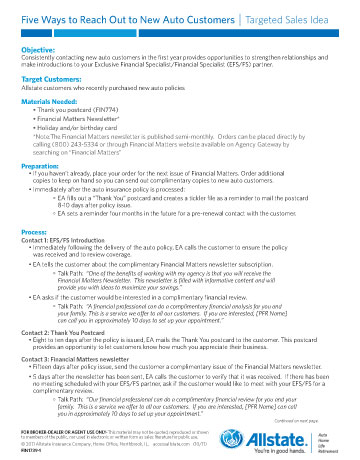 Five Ways to Reach Out to New Auto Customers | Targeted Sales Idea
Objective:
Consistently contacting new auto customers in the first year provides opportunities to strengthen relationships and
make introductions to your Exclusive Financial Specialist/Financial Specialist (EFS/FS) partner.
Target Customers:
Allstate customers who recently purchased new auto policies
Materials Needed:
• Thank you postcard (FIN774)
• Financial Matters Newsletter*
• Holiday and/or birthday card
*Note: The Financial Matters newsletter is published semi-monthly. Orders can be placed directly by
calling (800) 243-5334 or through Financial Matters website available on Agency Gateway by
searching on "Financial Matters"
Preparation:
• If you haven't already, place your order for the next issue of Financial Matters. Order additional
copies to keep on hand so you can send out complimentary copies to new auto customers.
• Immediately after the auto insurance policy is processed:
○ EA fills out a "Thank You" postcard and creates a tickler file as a reminder to mail the postcard
8-10 days after policy issue.
○ EA sets a reminder four months in the future for a pre-renewal contact with the customer.
Process:
Contact 1: EFS/FS Introduction
• Immediately following the delivery of the auto policy, EA calls the customer to ensure the policy
was received and to review coverage.
• EA tells the customer about the complimentary Financial Matters newsletter subscription.
○ Talk Path: "One of the benefits of working with my agency is that you will receive the
Financial Matters Newsletter. This newsletter is filled with informative content and will
provide you with ideas to maximize your savings."
• EA asks if the customer would be interested in a complimentary financial review.
○ Talk Path: "A financial professional can do a complimentary financial analysis for you and
your family. This is a service we offer to all our customers. If you are interested, [PFR Name]
can call you in approximately 10 days to set up your appointment."
Contact 2: Thank You Postcard
• Eight to ten days after the policy is issued, EA mails the Thank You postcard to the customer. This postcard
provides an opportunity to let customers know how much you appreciate their business.
Contact 3: Financial Matters newsletter
• Fifteen days after policy issue, send the customer a complimentary issue of the Financial Matters newsletter.
• 5 days after the newsletter has been sent, EA calls the customer to verify that it was received. If there has been
no meeting scheduled with your EFS/FS partner, ask if the customer would like to meet with your EFS/FS for a
complimentary review.
○ Talk Path: "Our financial professional can do a complimentary financial review for you and your
family. This is a service we offer to all our customers. If you are interested, [PFR Name] can call
you in approximately 10 days to set up your appointment."
Continued on next page.
FOR BROKER-DEALER OR AGENT USE ONLY. This material may not be quoted, reproduced or shown
to members of the public, nor used in electronic or written form as sales literature for public use.
© 2011 Allstate Insurance Company, Home Office, Northbrook, IL. accessallstate.com
FIN1739-1
Allstate.
You're in good hands.
Auto
Home
Life
Retirement